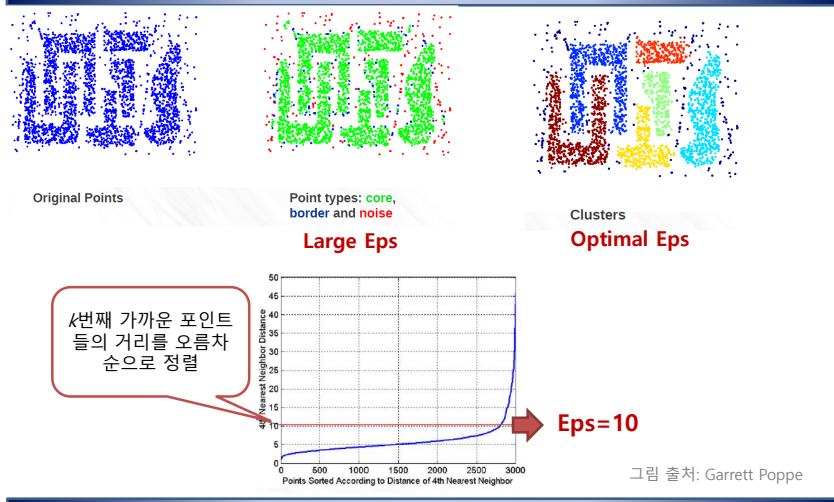 Original Points
Point types: core,
border and noise
Large Eps
Clusters
Optimal Eps
k번째 가까운 포인트
들의 거리를 오름차
순으로 정렬
4th Nearest Neighbor Distance
50
45
40
35
30
25
20
15
10
5
0
0 500 1000 1500 2000 2500 3000
Points Sorted According to Distance of 4th Nearest Neighbor
Eps=10
그림 출처: Garrett Poppe